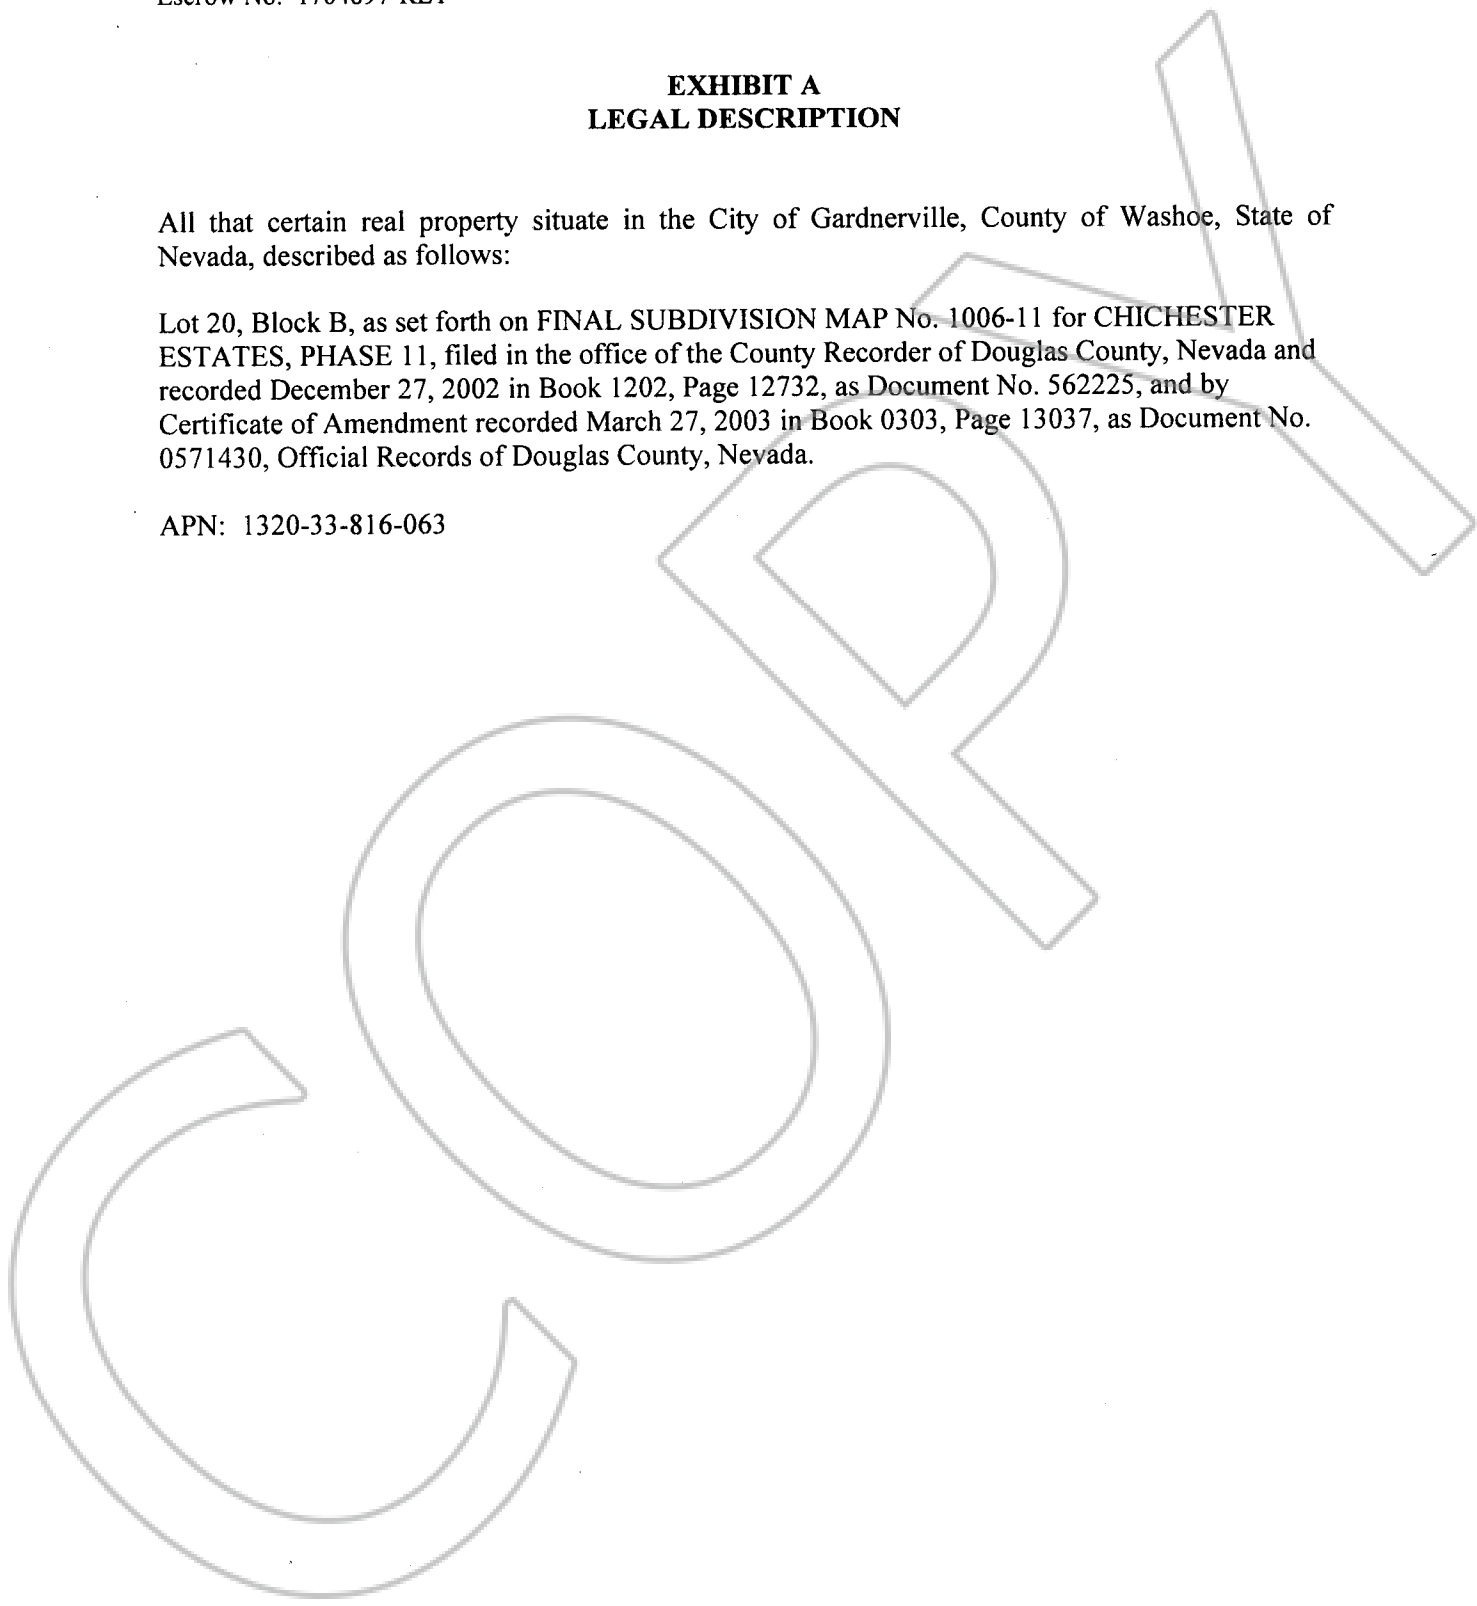 Escrow No.
EXHIBIT A
LEGAL DESCRIPTION
All that certain real property situate in the City of Gardnerville, County of Washoe, State of
Nevada, described as follows:
Lot 20, Block B, as set forth on FINAL SUBDIVISION MAP No. 1006-11 for CHICHESTER
ESTATES, PHASE 11, filed in the office of the County Recorder of Douglas County, Nevada and
recorded December 27, 2002 in Book 1202, Page 12732, as Document No. 562225, and by
Certificate of Amendment recorded March 27, 2003 in Book 0303, Page 13037, as Document No.
0571430, Official Records of Douglas County, Nevada.
APN: 1320-33-816-063
COPY